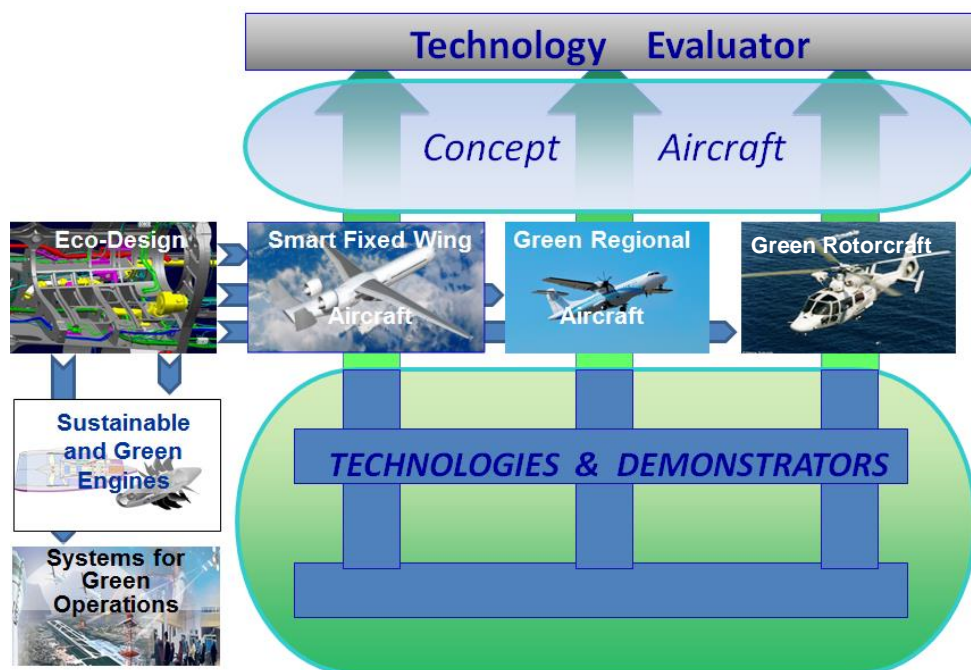 Technology Evaluator
Concept Aircraft
Eco-Design
Smart Fixed Wing
Aircraft
Green Regional
Aircraft
Green Rotorcraft
Sustainable
and Green
Engines
TECHNOLOGIES & DEMONSTRATORS
Systems for
Green
Operations